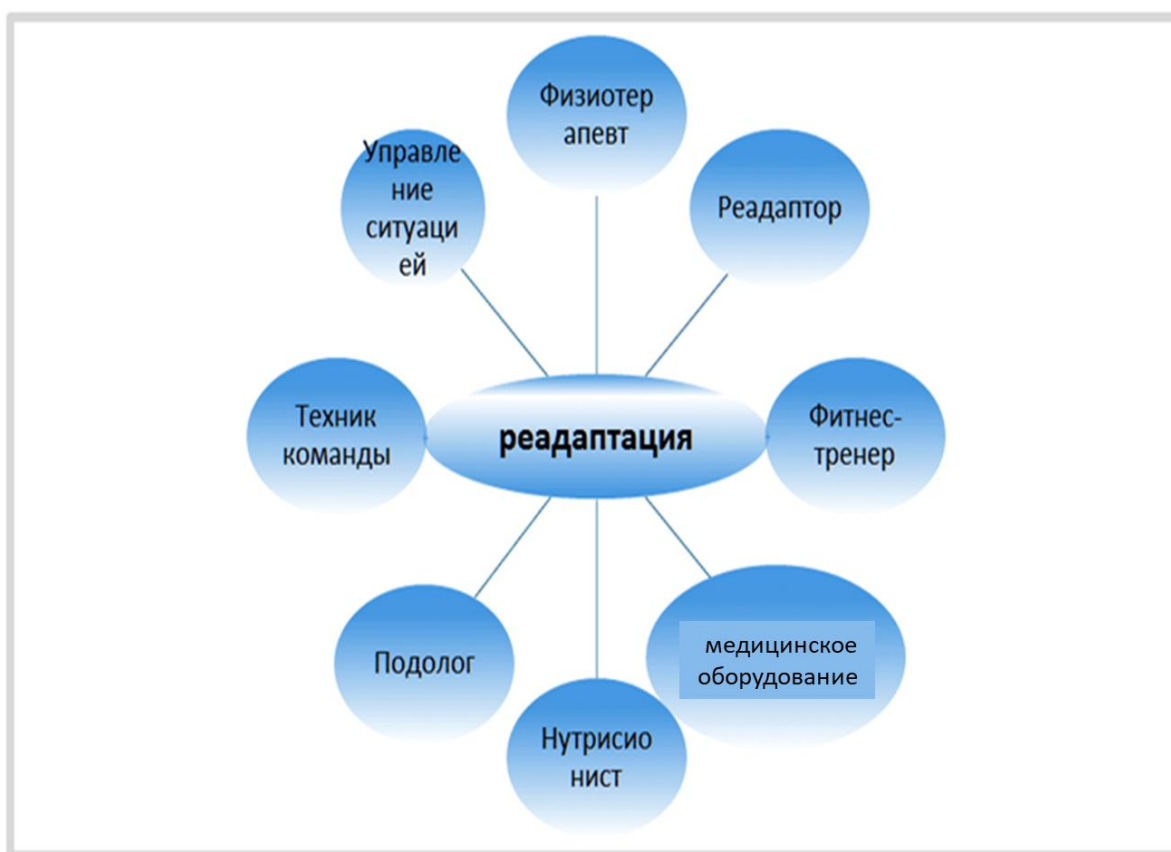 Физиотер
апевт
Управле
ние
ситуаци
ей
Реадаптор
Техник
команды
реадаптация
Фитнес-
тренер
Подолог
медицинское
оборудование
Нутрисио
нист